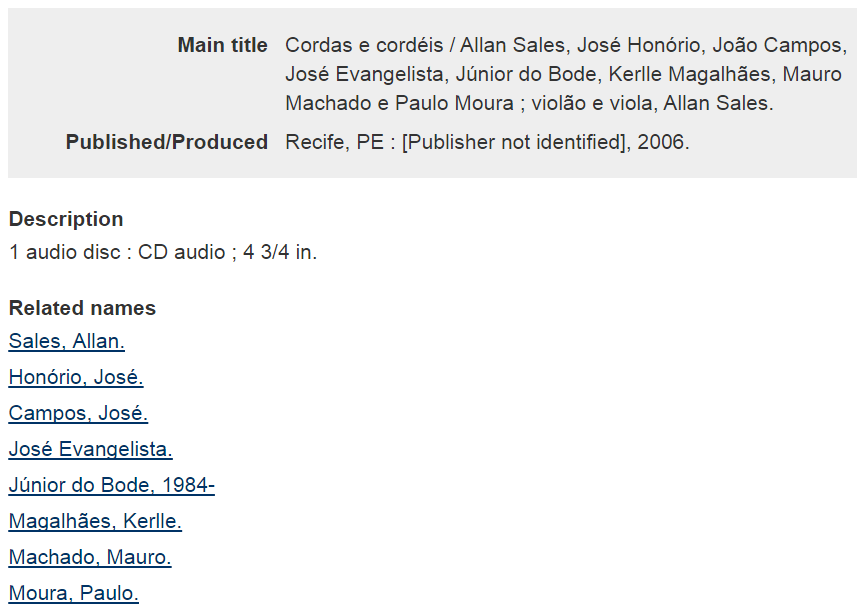 Main title Cordas e cordéis / Allan Sales, José Honório, João Campos,
José Evangelista, Júnior do Bode, Kerlle Magalhães, Mauro
Machado e Paulo Moura ; violão e viola, Allan Sales.
Published/Produced Recife, PE : [Publisher not identified], 2006.
Description
1 audio disc : CD audio ; 4 3/4 in.
Related names
Sales, Allan.
Honório, José.
Campos, José.
José Evangelista.
Júnior do Bode, 1984-
Magalhães, Kerlle.
Machado, Mauro.
Moura, Paulo.